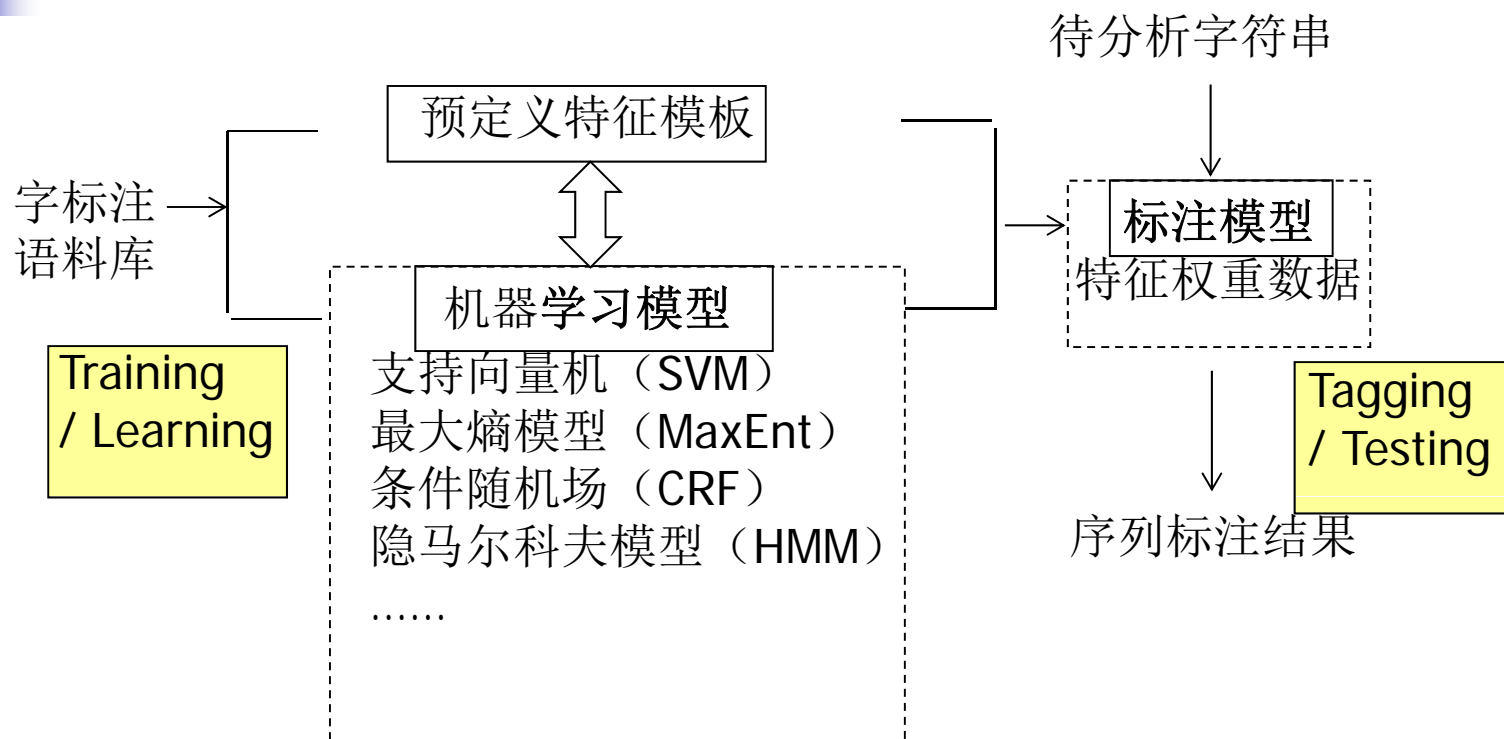 待分析字符串
预定义特征模板
字标注
语料库
机器学习模型
支持向量机（SVM）
最大熵模型（MaxEnt）
条件随机场（CRF）
隐马尔科夫模型（HMM）
……
Training
/ Learning
标注模型
特征权重数据
Tagging
/ Testing
序列标注结果